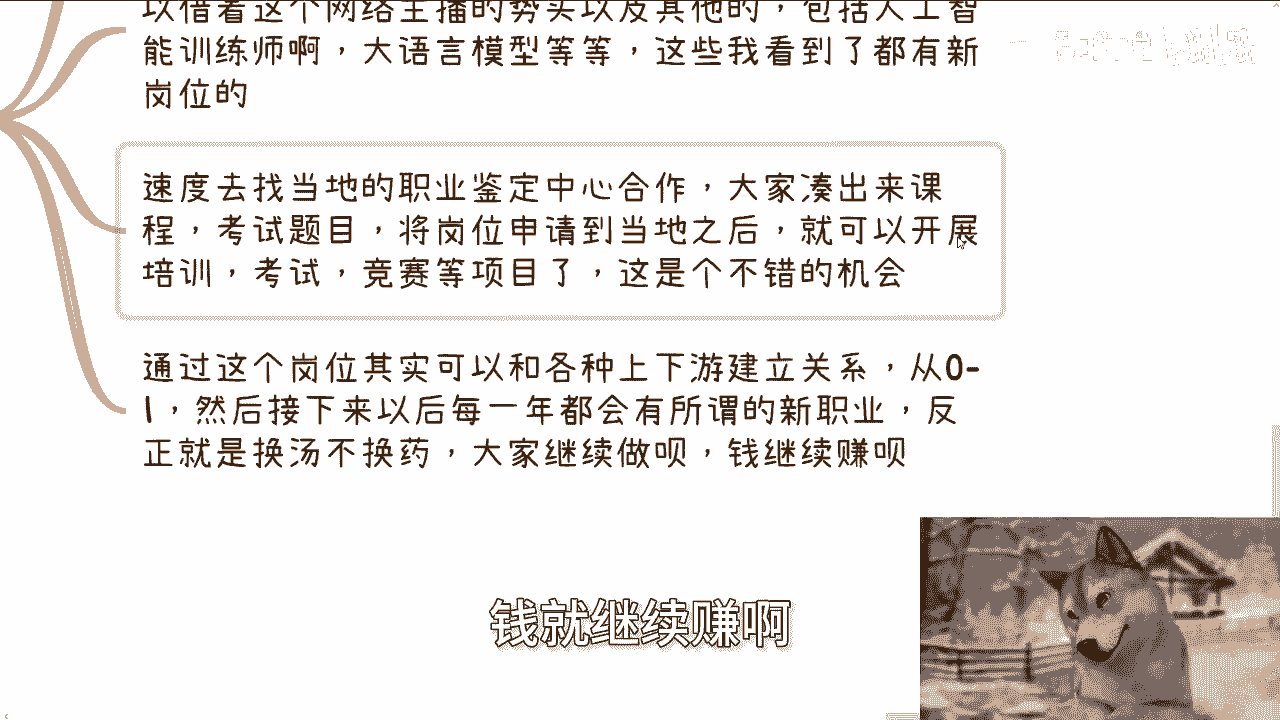 以借着这个网络主播的势头以及其他的，包括人工智
能训练师啊，大语言模型等等，这些我看到了都有新
岗位的
速度去找当地的职业鉴定中心合作，大家凑出来课
程，考试题目，将岗位申请到当地之后，就可以开展
培训，考试，竞赛等项目了，这是个不错的机会
通过这个岗位其实可以和各种上下游建立关系，从0-
1，然后接下来以后每一年都会有所谓的新职业，反
正就是换汤不换药，大家继续做呗，钱继续赚呗
钱就继续赚啊